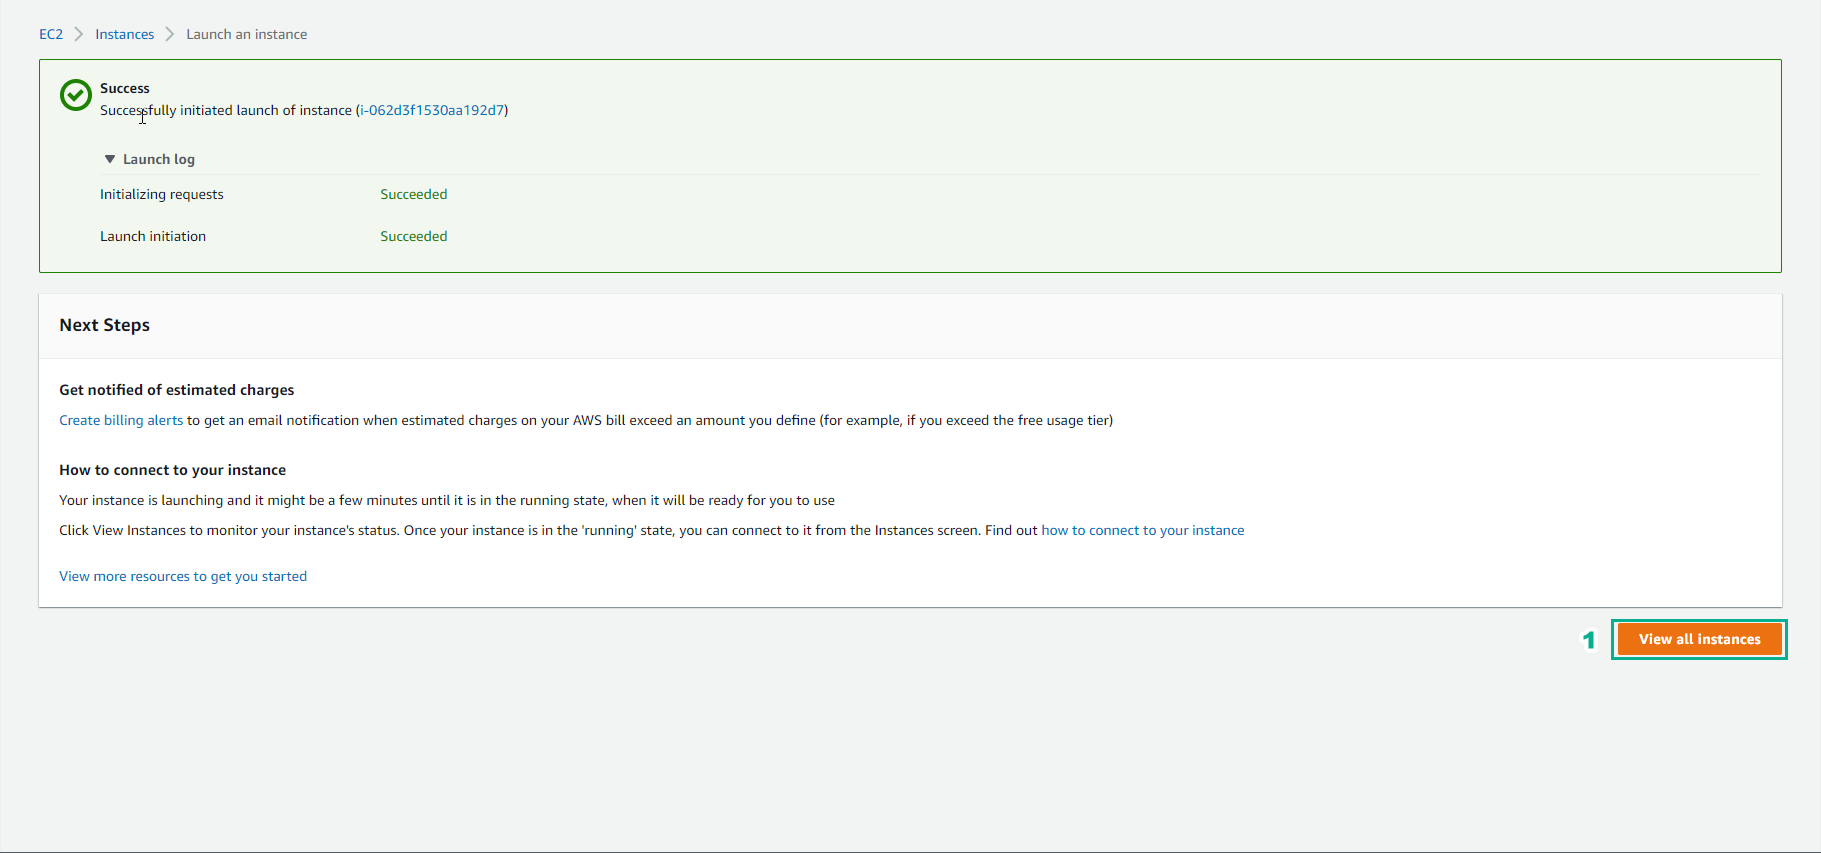 EC2 Instances Launch an instance
Success
Successfully initiated launch of instance (i-062d3f1530aa192d7)
Launch log
Initializing requests Succeeded
Launch initiation Succeeded
Next Steps
Get notified of estimated charges
Create billing alerts to get an email notification when estimated charges on your AWS bill exceed an amount you define (for example, if you exceed the free usage tier)
How to connect to your instance
Your instance is launching and it might be a few minutes until it is in the running state, when it will be ready for you to use
Click View Instances to monitor your instance's status. Once your instance is in the 'running' state, you can connect to it from the Instances screen. Find out how to connect to your instance
View more resources to get you started
1 View all instances